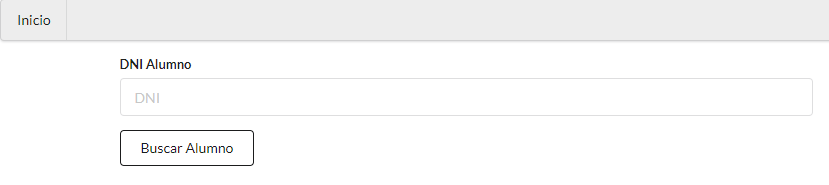 Inicio
DNI Alumno
DNI
Buscar Alumno